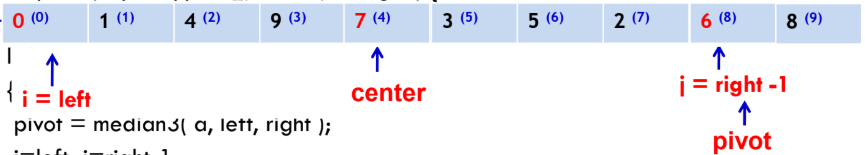 0 (0) 1 (1) 4 (2) 9 (3) 7 (4) 3 (5) 5 (6) 2 (7) 6 (8) 8 (9)
{ i = left center j = right -1
pivot = median3( a, left, right );
pivot